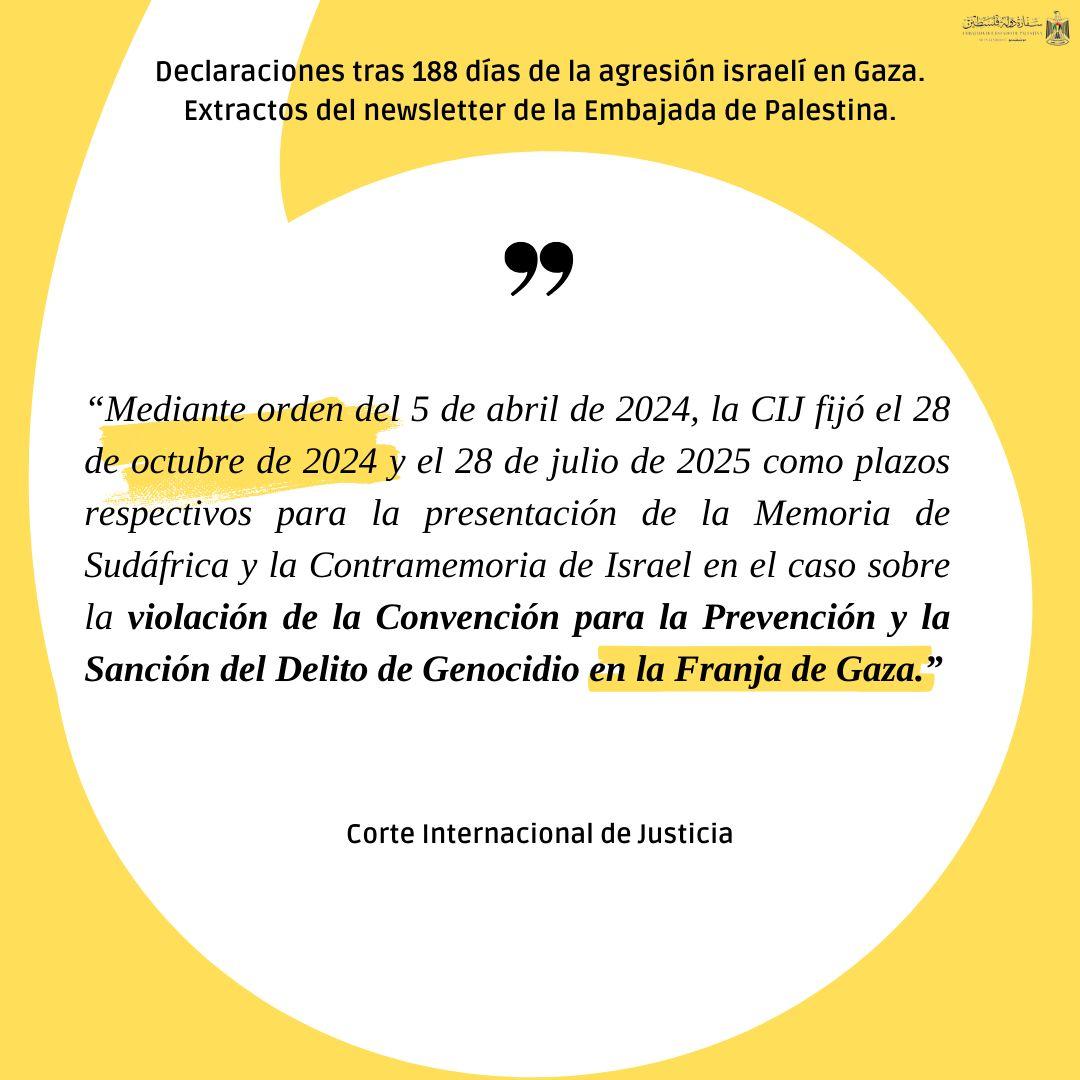 سفارة دولة فلسطين
Declaraciones tras 188 días de la agresión israelí en Gaza.
Extractos del newsletter de la Embajada de Palestina.
”
“Mediante orden del 5 de abril de 2024, la CIJ fijó el 28
de octubre de 2024 y el 28 de julio de 2025 como plazos
respectivos para la presentación de la Memoria de
Sudáfrica y la Contramemoria de Israel en el caso sobre
la violación de la Convención para la Prevención y la
Sanción del Delito de Genocidio en la Franja de Gaza.”
Corte Internacional de Justicia